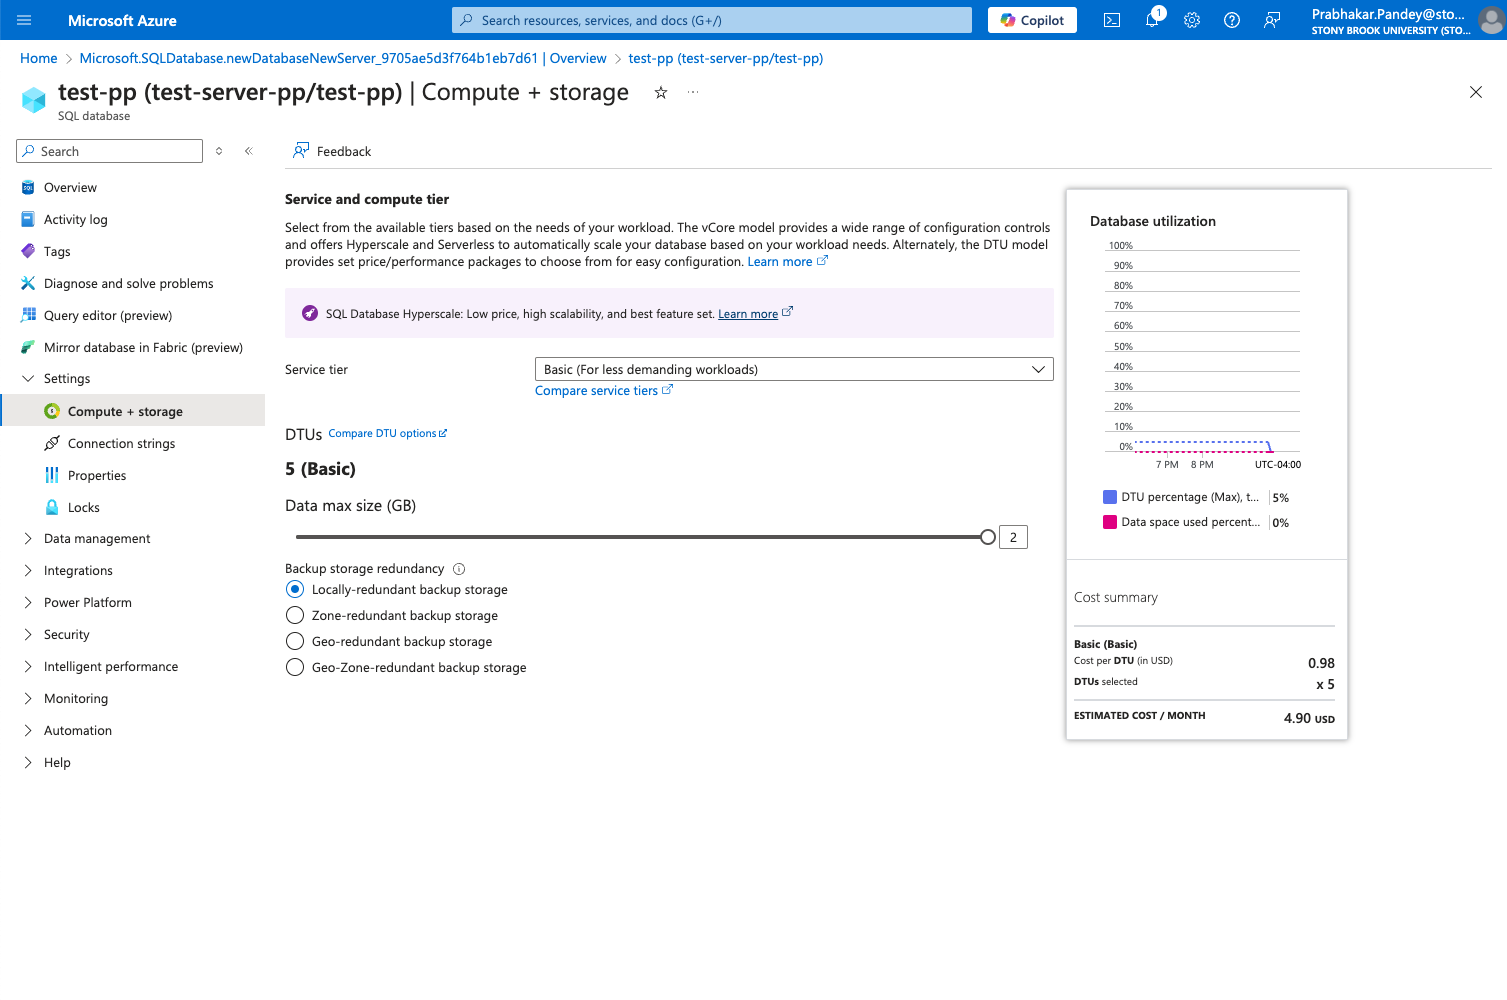 Microsoft Azure
Search resources, services, and docs (G+/)
Copilot
1
Prabhakar.Pandey@sto...
STONY BROOK UNIVERSITY (STO...
Home > Microsoft.SQLDatabase.newDatabaseNewServer_9705ae5d3f764b1eb7d61 | Overview > test-pp (test-server-pp/test-pp)
test-pp (test-server-pp/test-pp) | Compute + storage
SQL database
Search
Overview
Activity log
Tags
Diagnose and solve problems
Query editor (preview)
Mirror database in Fabric (preview)
Settings
Compute + storage
Connection strings
Properties
Locks
Data management
Integrations
Power Platform
Security
Intelligent performance
Monitoring
Automation
Help
Feedback
Service and compute tier
Select from the available tiers based on the needs of your workload. The vCore model provides a wide range of configuration controls
and offers Hyperscale and Serverless to automatically scale your database based on your workload needs. Alternately, the DTU model
provides set price/performance packages to choose from for easy configuration. Learn more
SQL Database Hyperscale: Low price, high scalability, and best feature set. Learn more
Service tier
Basic (For less demanding workloads)
Compare service tiers
DTUs Compare DTU options
5 (Basic)
Data max size (GB)
2
Backup storage redundancy
Locally-redundant backup storage
Zone-redundant backup storage
Geo-redundant backup storage
Geo-Zone-redundant backup storage
Database utilization
100%
90%
80%
70%
60%
50%
40%
30%
20%
10%
0%
7 PM 8 PM UTC-04:00
DTU percentage (Max), t... 5%
Data space used percent... 0%
Cost summary
Basic (Basic)
Cost per DTU (in USD) 0.98
DTUs selected x 5
ESTIMATED COST / MONTH 4.90 USD